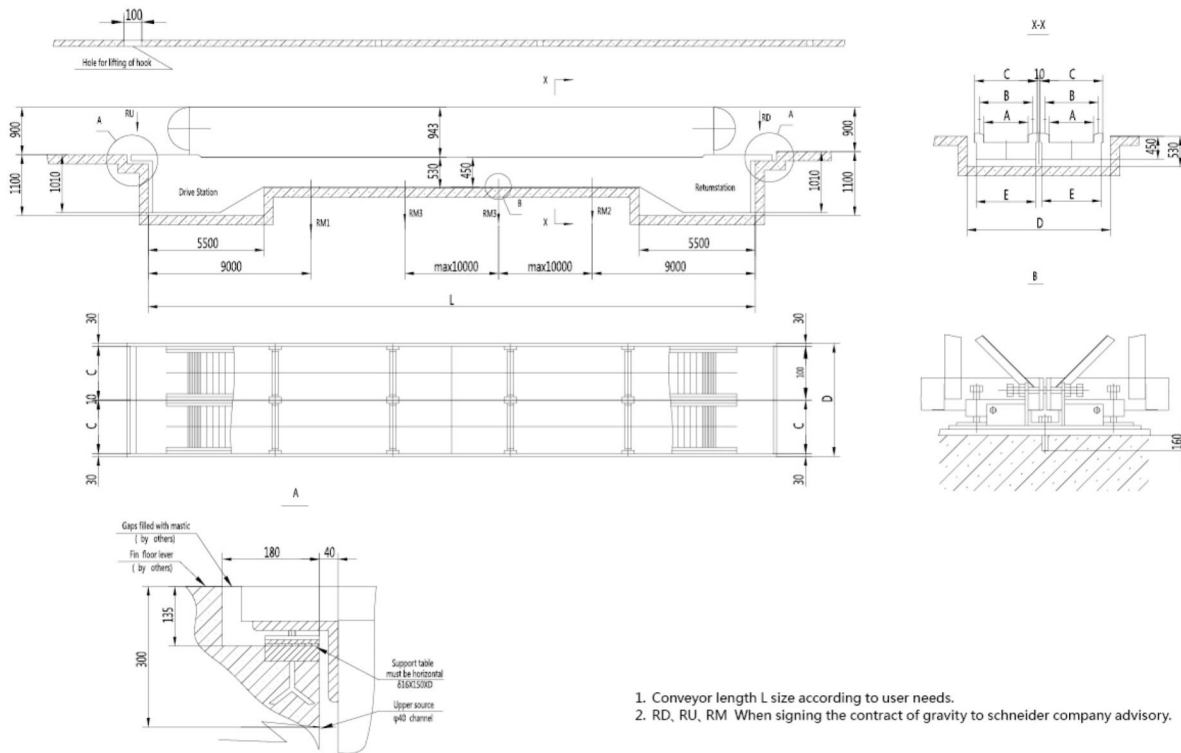 100
Hole for lifting of hook
X
X-X
C 10 C
B B
A A
450
530
E E
D
RU
A
900
943
RD
A
900
1100
1010
Drive Station
530
450
Returnstation
1010
1100
RM1
RM3
RM3
B
X
RM2
5500
5500
9000
max10000
max10000
9000
L
B
160
30
C
10
C
30
30
100
C
30
D
A
Gaps filled with mastic
( by others)
Fin floor lever
( by others)
180
40
135
300
Support table
must be horizontal
616X150XD
Upper source
φ40 channel
1. Conveyor length L size according to user needs.
2. RD、RU、RM When signing the contract of gravity to schneider company advisory.